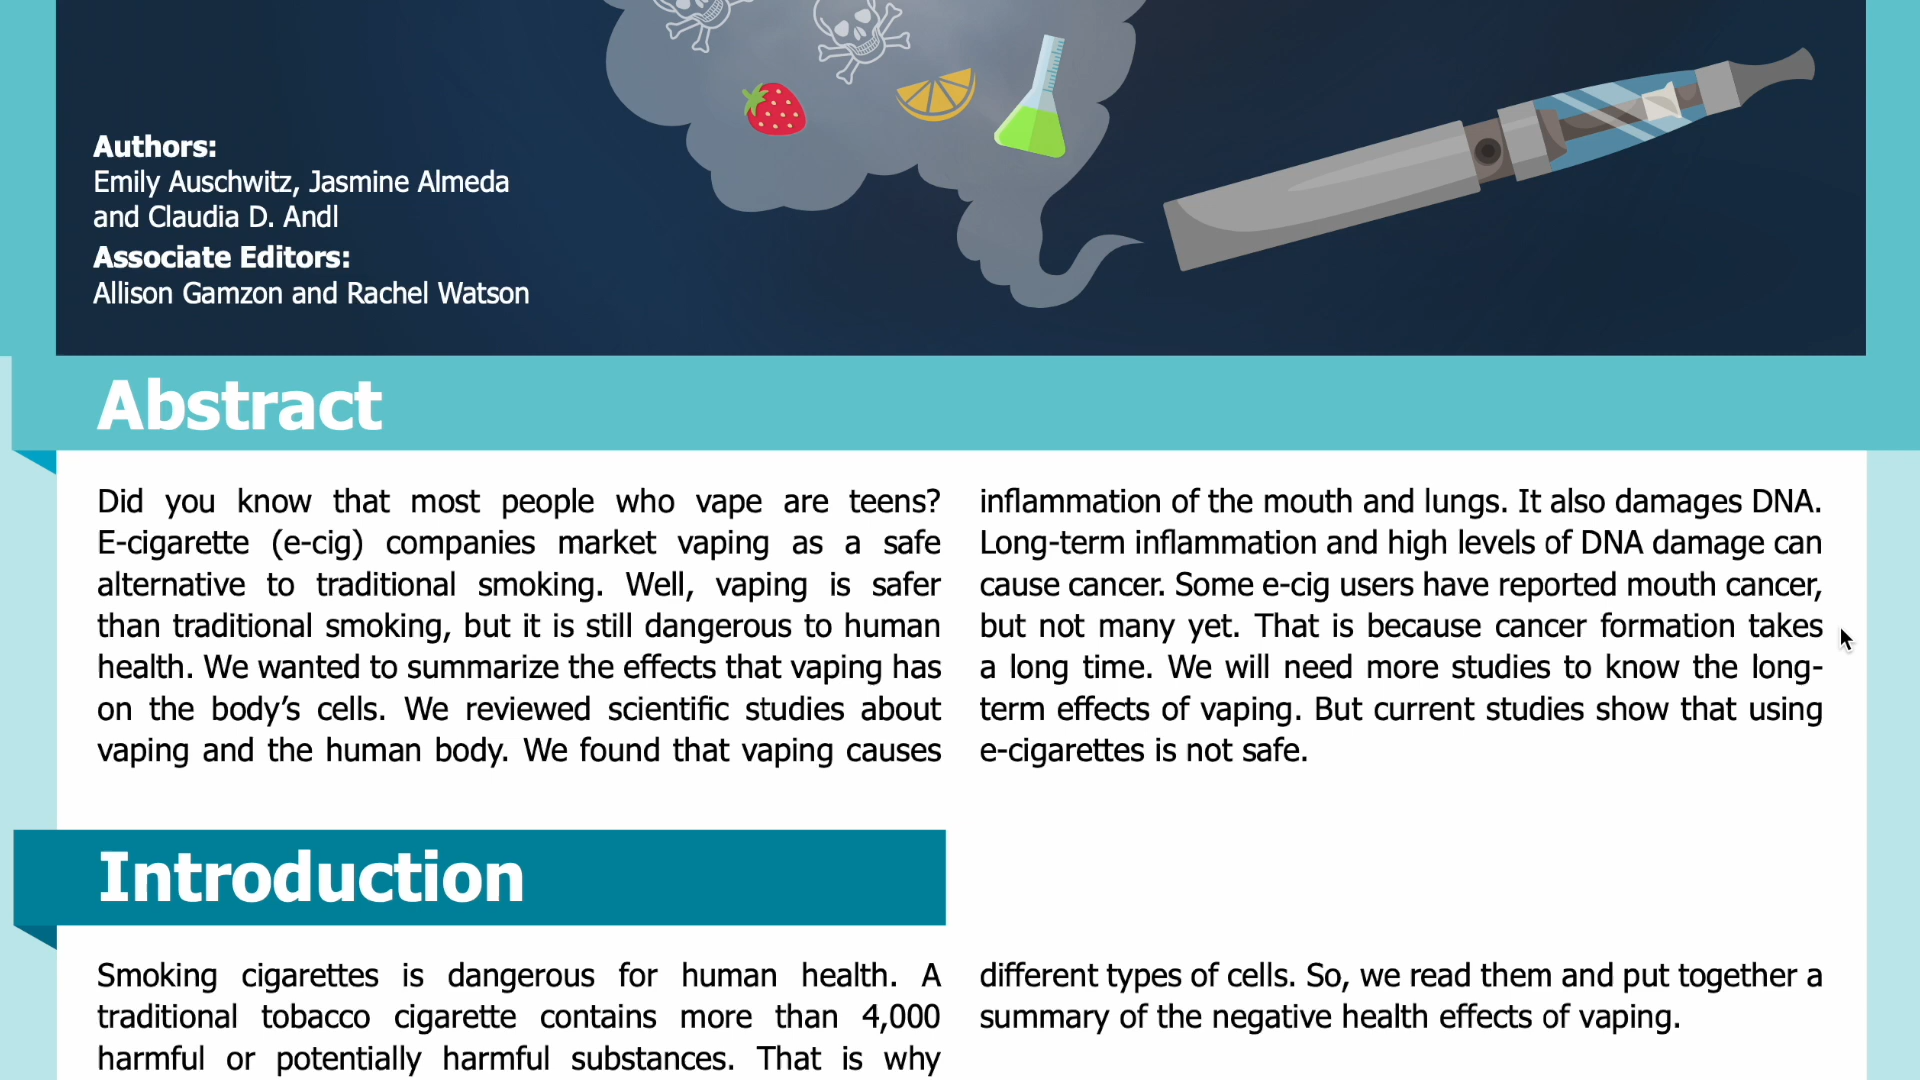 Authors:
Emily Auschwitz, Jasmine Almeda
and Claudia D. Andl
Associate Editors:
Allison Gamzon and Rachel Watson
Abstract
Did you know that most people who vape are teens?
E-cigarette (e-cig) companies market vaping as a safe
alternative to traditional smoking. Well, vaping is safer
than traditional smoking, but it is still dangerous to human
health. We wanted to summarize the effects that vaping has
on the body’s cells. We reviewed scientific studies about
vaping and the human body. We found that vaping causes
inflammation of the mouth and lungs. It also damages DNA.
Long-term inflammation and high levels of DNA damage can
cause cancer. Some e-cig users have reported mouth cancer,
but not many yet. That is because cancer formation takes
a long time. We will need more studies to know the long-
term effects of vaping. But current studies show that using
e-cigarettes is not safe.
Introduction
Smoking cigarettes is dangerous for human health. A
traditional tobacco cigarette contains more than 4,000
harmful or potentially harmful substances. That is why
different types of cells. So, we read them and put together a
summary of the negative health effects of vaping.